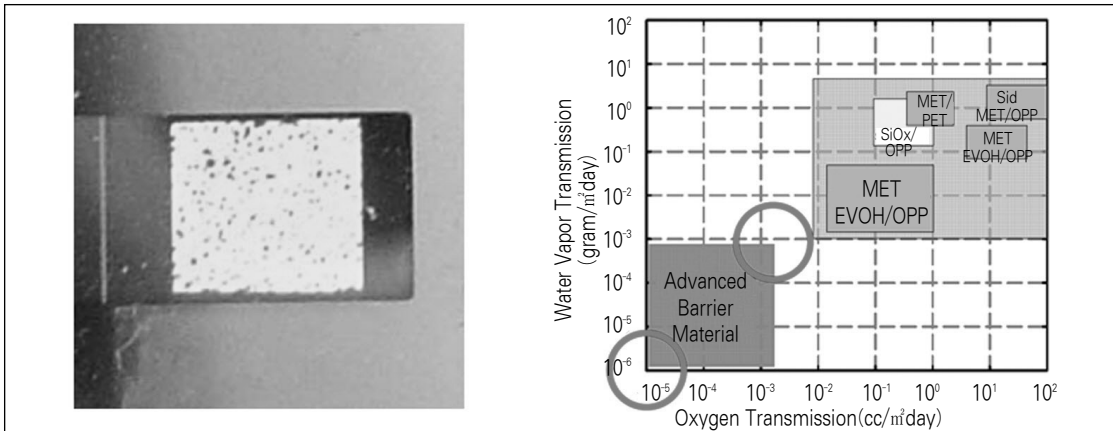 Water Vapor Transmission
(gram/㎡day)
10²
10¹
10⁰
10⁻¹
10⁻²
10⁻³
10⁻⁴
10⁻⁵
10⁻⁶
MET/
PET
SiOx/
OPP
Sid
MET/OPP
MET
EVOH/OPP
MET
EVOH/OPP
Advanced
Barrier
Material
10⁻⁵
10⁻⁴
10⁻³
10⁻²
10⁻¹
10⁰
10¹
10²
Oxygen Transmission(cc/㎡day)